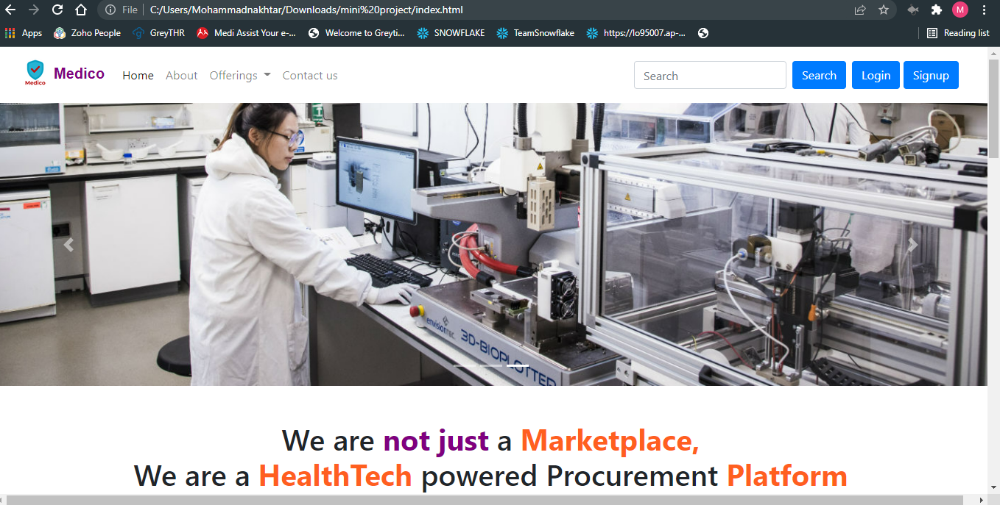 File C:/Users/Mohammadnakhtar/Downloads/mini%20project/index.html M
Apps Zoho People GreyTHR Medi Assist Your e-... Welcome to Greyti... SNOWFLAKE TeamSnowflake https://lo95007.ap-... Reading list
Medico Medico Home About Offerings Contact us Search Search Login Signup
envisionTEC 3D-BIOPLOTTER
We are not just a Marketplace,
We are a HealthTech powered Procurement Platform